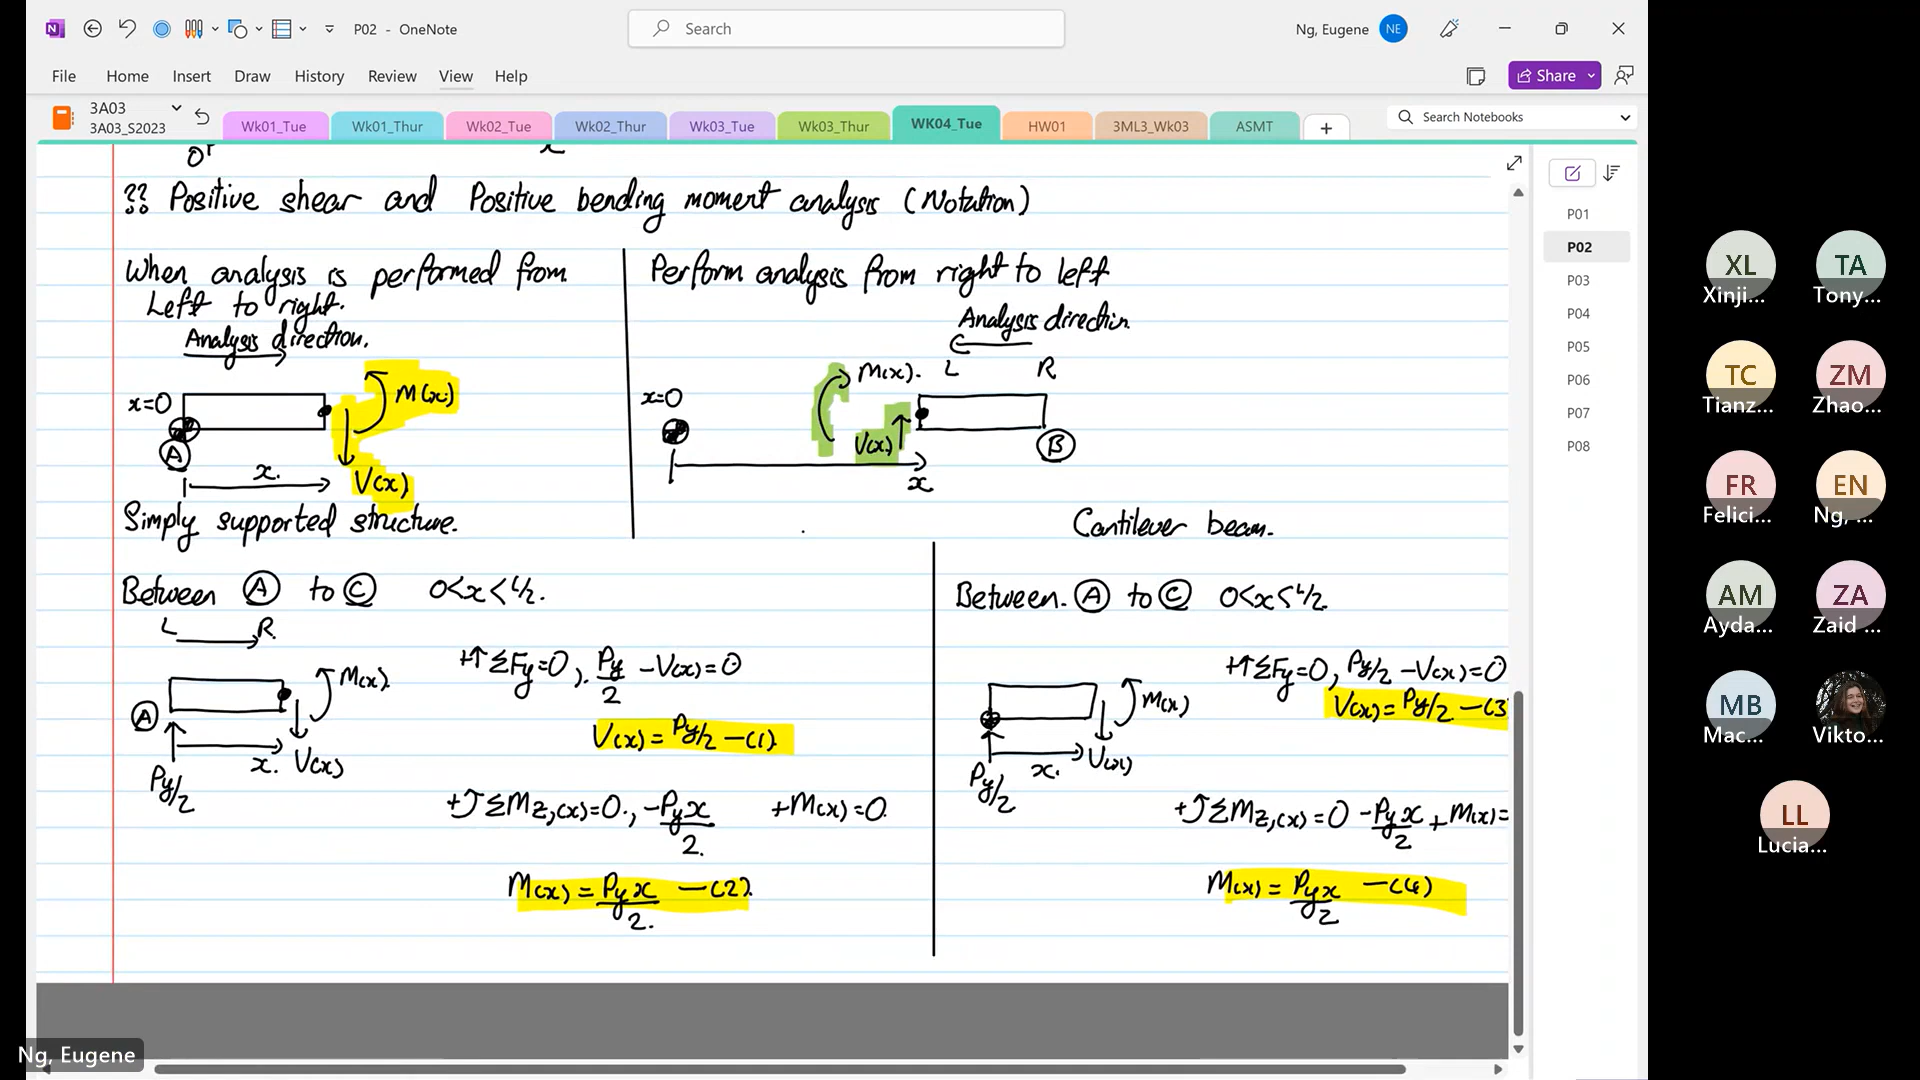 P02 - OneNote
Search
Ng, Eugene
NE
File
Home
Insert
Draw
History
Review
View
Help
Share
3A03
3A03_S2023
Wk01_Tue
Wk01_Thur
Wk02_Tue
Wk02_Thur
Wk03_Tue
Wk03_Thur
WK04_Tue
HW01
3ML3_Wk03
ASMT
+
Search Notebooks
x
?? Positive shear and Positive bending moment analysis (Notation)
When analysis is performed from
Left to right.
Analysis direction.
x=0
M(x)
A
x.
V(x)
Simply supported structure.
Perform analysis from right to left
Analysis direction
L
R
M(x).
x=0
V(x)
B
x
Cantilever beam.
Between A to C 0<x<L/2.
L
R.
M(x).
A
x.
V(x)
Py/2
+↑ΣFy=0, Py/2 -V(x)=0
V(x) = Py/2 -(1).
+↺ΣMz,(x)=0., -Pyx/2. +M(x)=0.
M(x) = Pyx/2. -(2).
Between. A to C 0<x<L/2.
M(x)
x.
V(x)
Py/2
+↑ΣFy=0, Py/2 -V(x)=0
V(x) = Py/2 -(3
+↺ΣMz,(x)=0 -Pyx/2 +M(x)=
M(x) = Pyx/2 -(4)
P01
P02
P03
P04
P05
P06
P07
P08
XL
Xinji...
TA
Tony...
TC
Tianz...
ZM
Zhao...
FR
Felici...
EN
Ng, ...
AM
Ayda...
ZA
Zaid ...
MB
Mac...
Vikto...
LL
Lucia...
Ng, Eugene